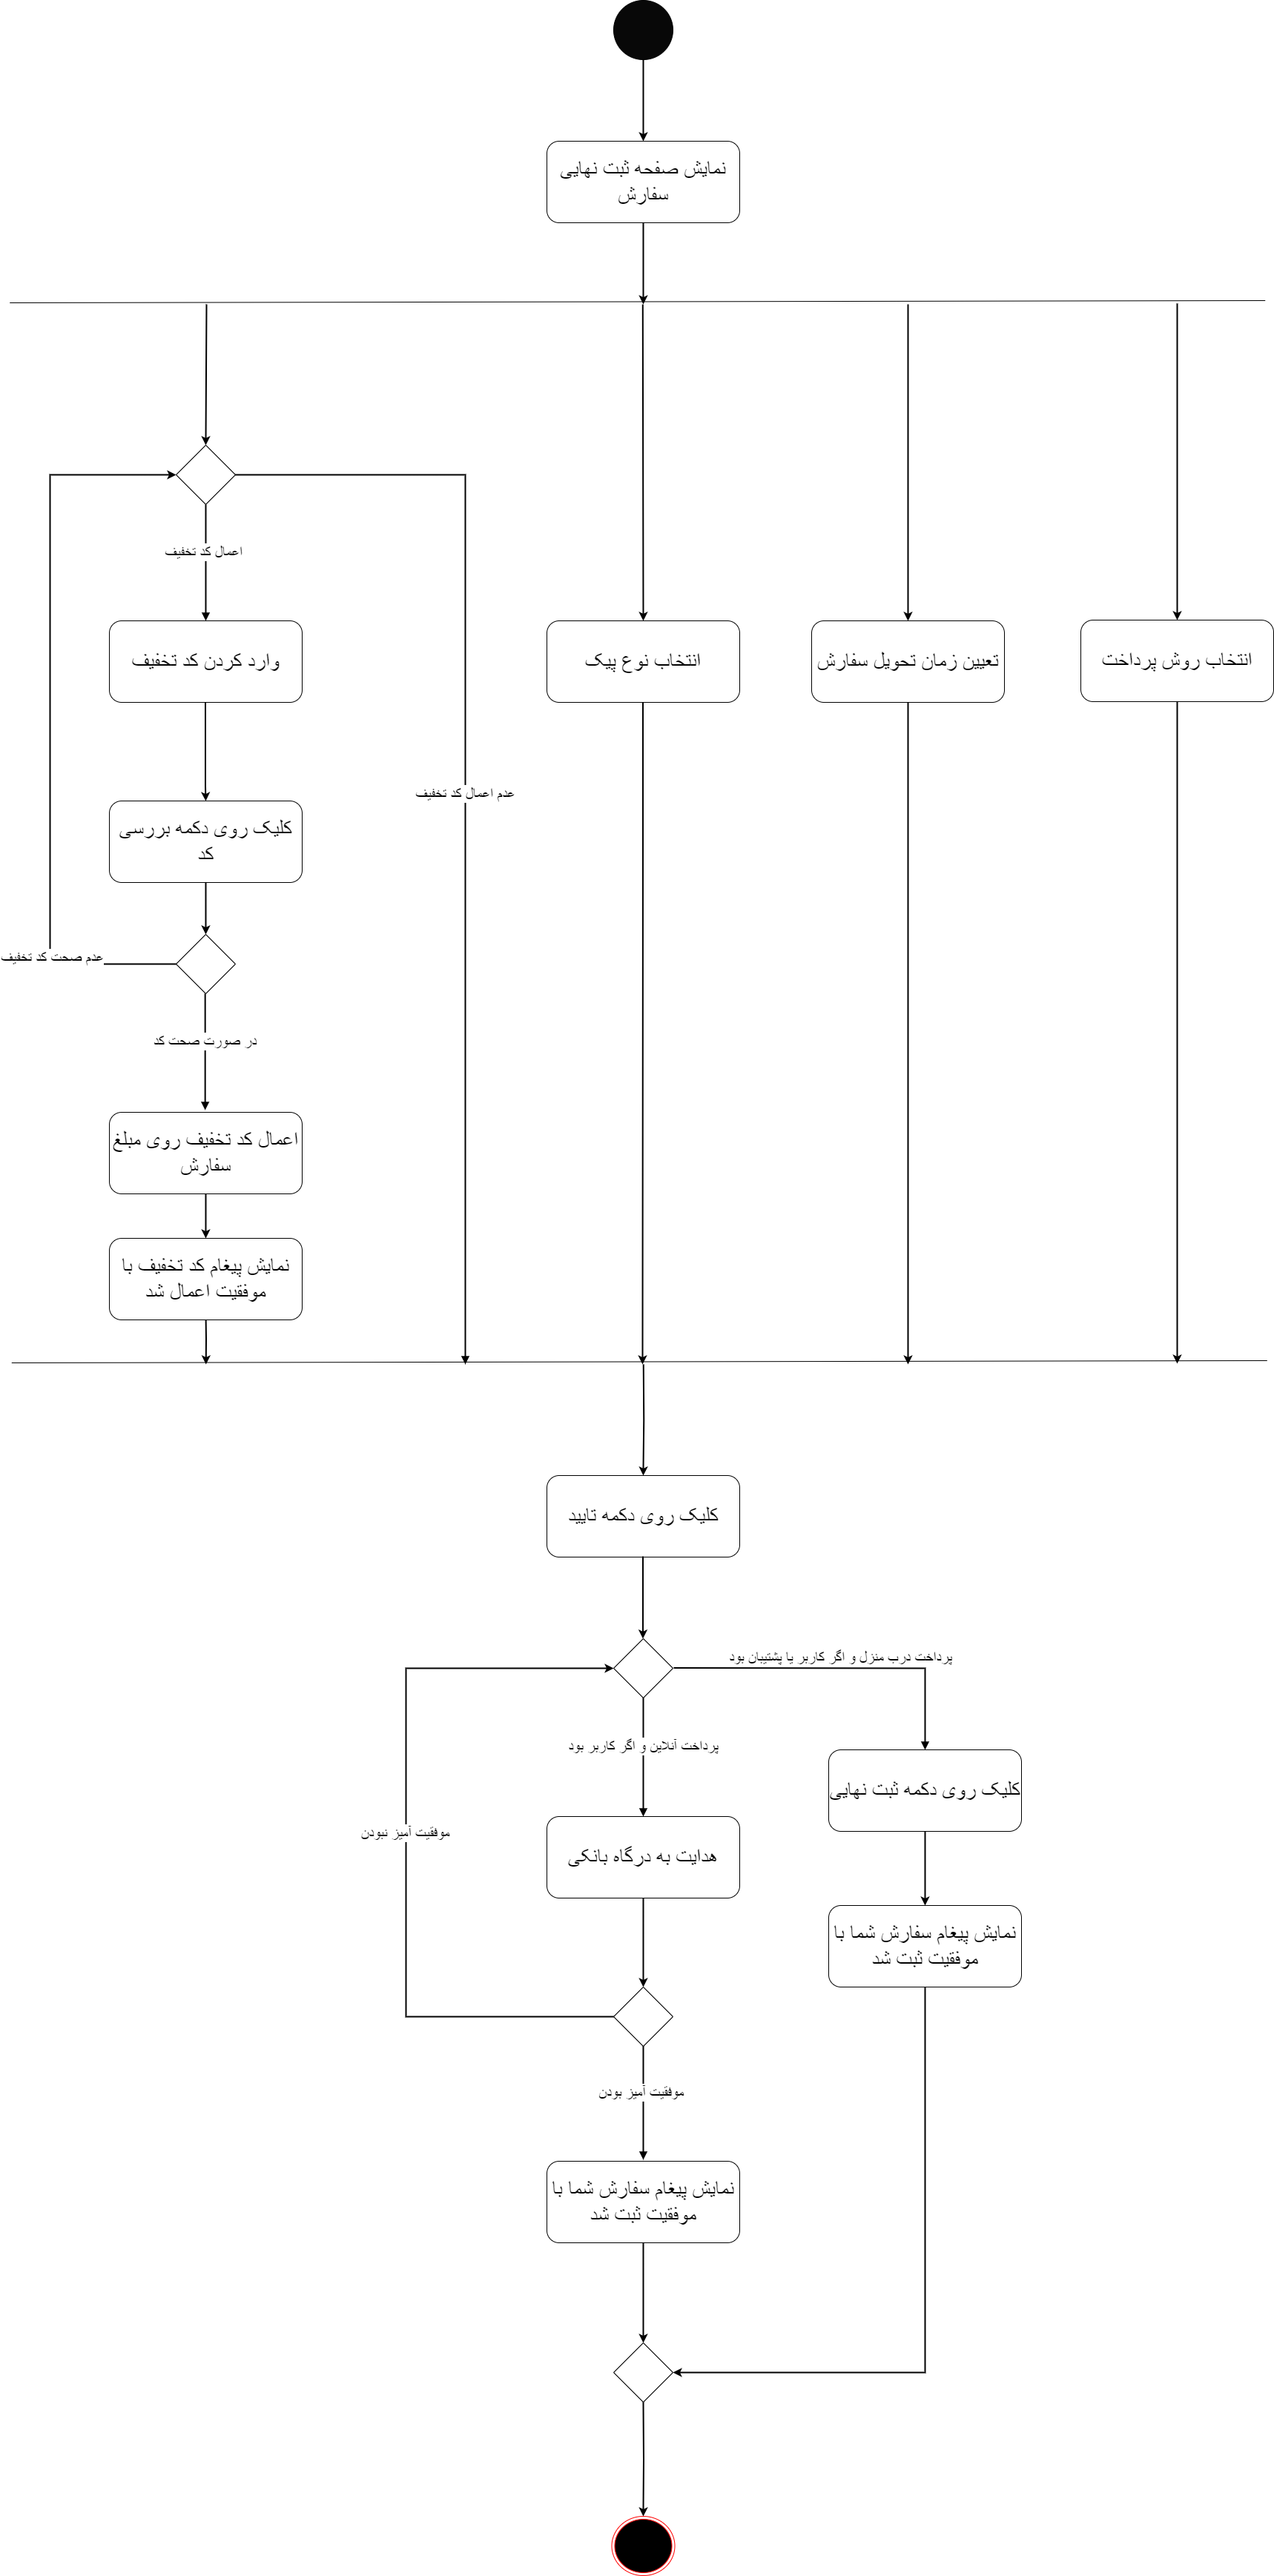 نمایش صفحه ثبت نهایی
سفارش
اعمال کد تخفیف
وارد کردن کد تخفیف
انتخاب نوع پیک
تعیین زمان تحویل سفارش
انتخاب روش پرداخت
عدم اعمال کد تخفیف
کلیک روی دکمه بررسی
کد
عدم صحت کد تخفیف
در صورت صحت کد
اعمال کد تخفیف روی مبلغ
سفارش
نمایش پیغام کد تخفیف با
موفقیت اعمال شد
کلیک روی دکمه تایید
پرداخت درب منزل و اگر کاربر یا پشتیبان بود
پرداخت آنلاین و اگر کاربر بود
کلیک روی دکمه ثبت نهایی
موفقیت آمیز نبودن
هدایت به درگاه بانکی
نمایش پیغام سفارش شما با
موفقیت ثبت شد
موفقیت آمیز بودن
نمایش پیغام سفارش شما با
موفقیت ثبت شد